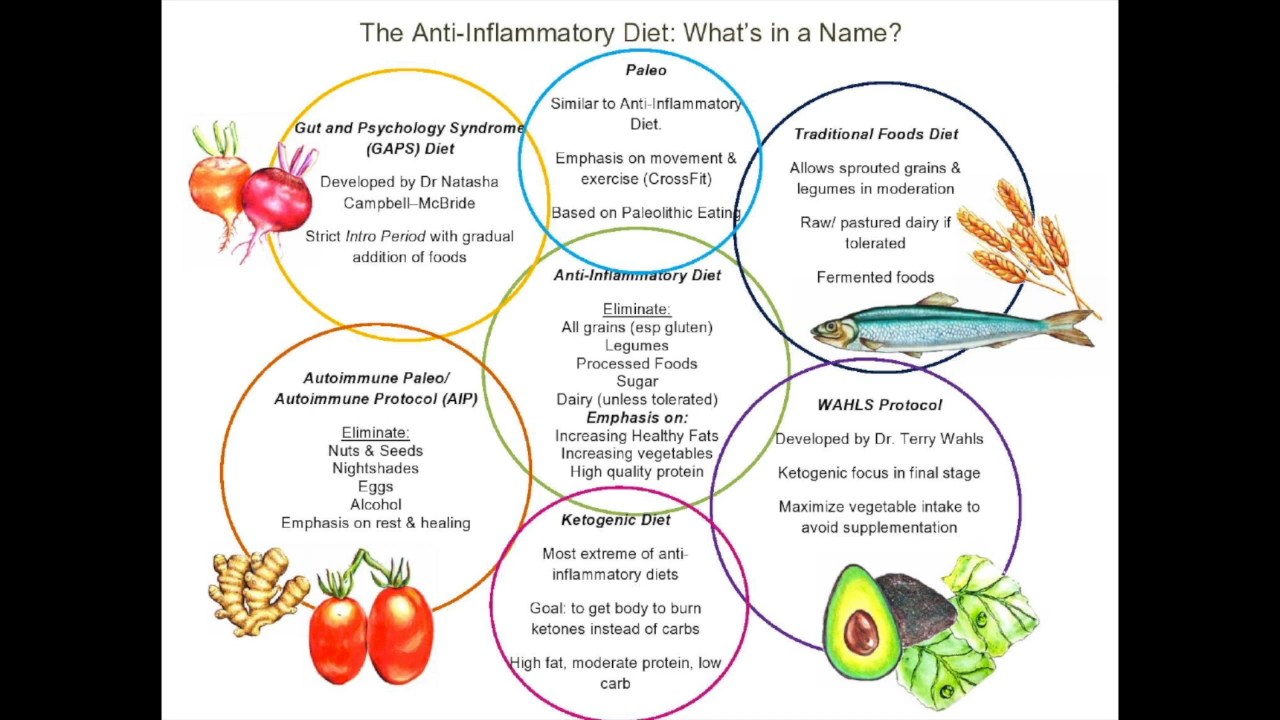 The Anti-Inflammatory Diet: What's in a Name?
Paleo
Similar to Anti-Inflammatory
Diet.
Emphasis on movement &
exercise (CrossFit)
Based on Paleolithic Eating
Gut and Psychology Syndrome
(GAPS) Diet
Developed by Dr Natasha
Campbell–McBride
Strict Intro Period with gradual
addition of foods
Traditional Foods Diet
Allows sprouted grains &
legumes in moderation
Raw/ pastured dairy if
tolerated
Fermented foods
Anti-Inflammatory Diet
Eliminate:
All grains (esp gluten)
Legumes
Processed Foods
Sugar
Dairy (unless tolerated)
Emphasis on:
Increasing Healthy Fats
Increasing vegetables
High quality protein
Autoimmune Paleo/
Autoimmune Protocol (AIP)
Eliminate:
Nuts & Seeds
Nightshades
Eggs
Alcohol
Emphasis on rest & healing
WAHLS Protocol
Developed by Dr. Terry Wahls
Ketogenic focus in final stage
Maximize vegetable intake to
avoid supplementation
Ketogenic Diet
Most extreme of anti-
inflammatory diets
Goal: to get body to burn
ketones instead of carbs
High fat, moderate protein, low
carb